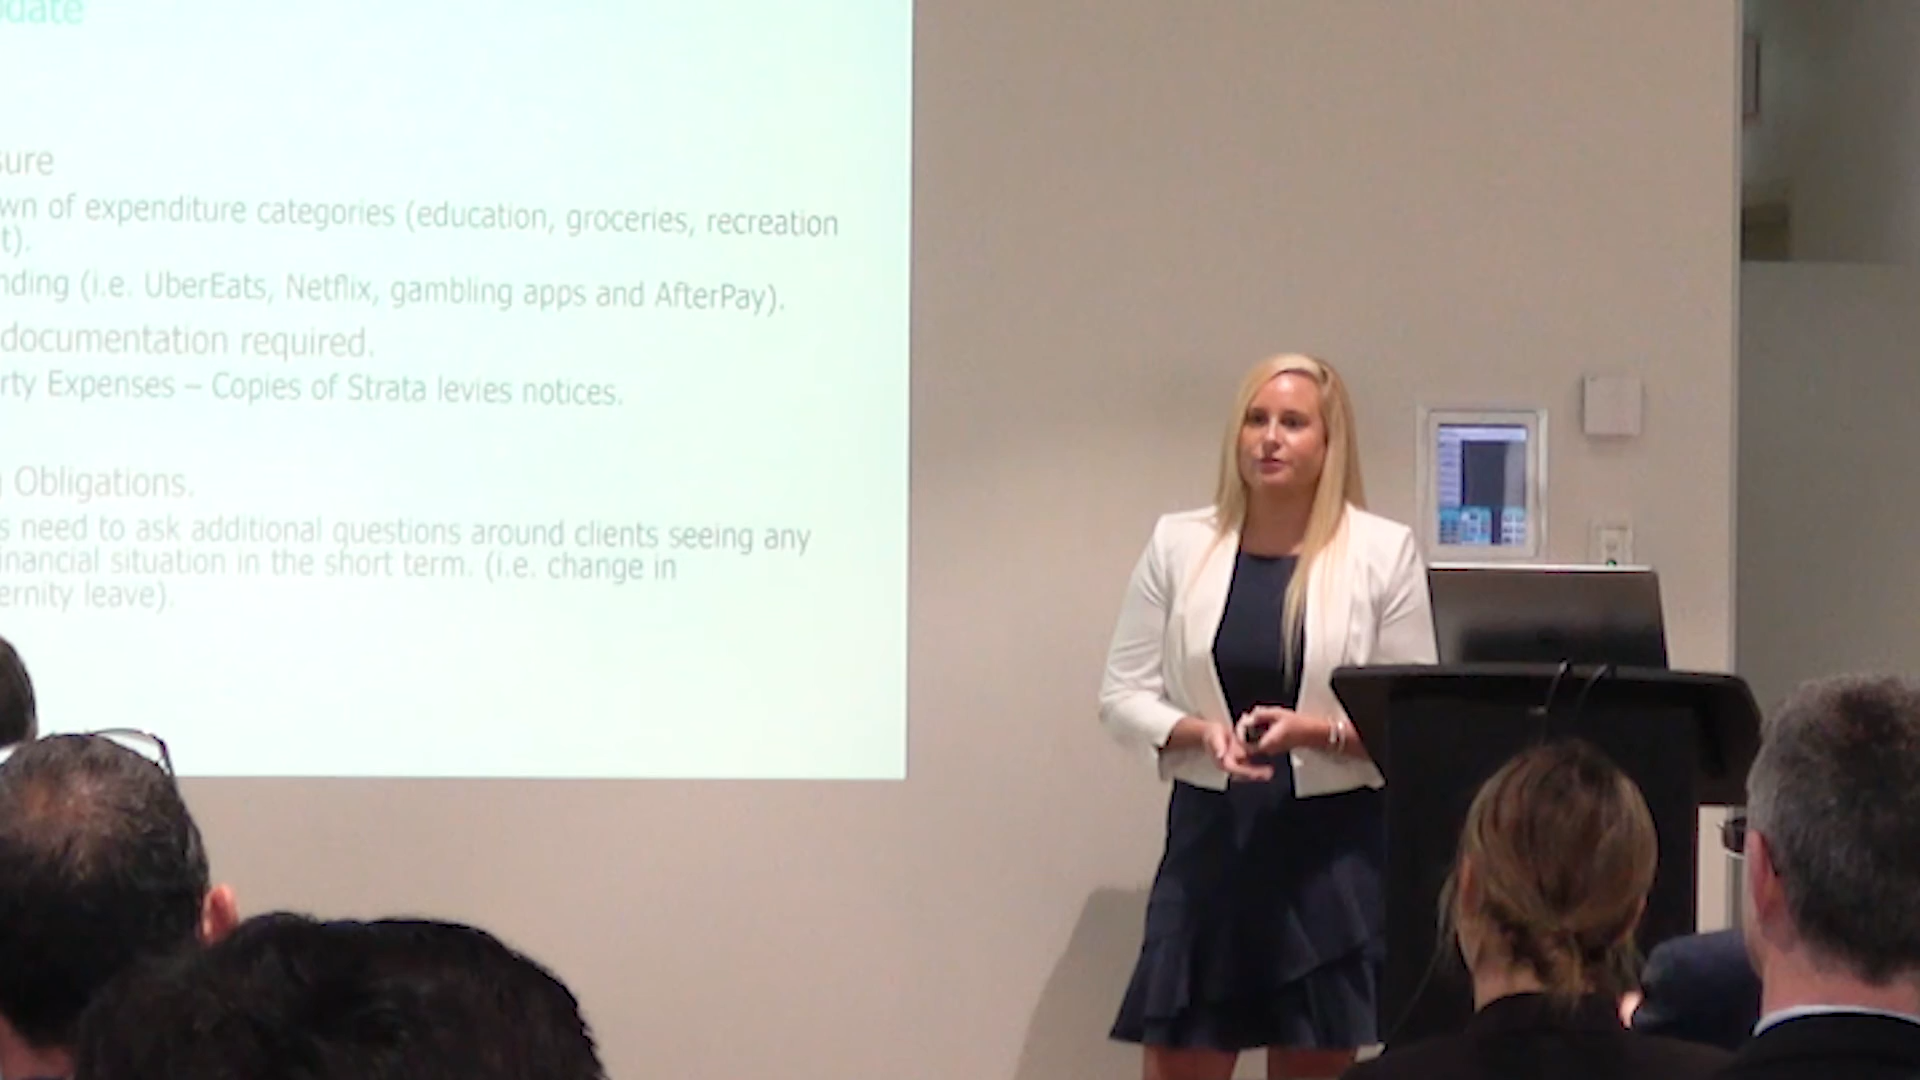 date
sure
wn of expenditure categories (education, groceries, recreation
t).
nding (i.e. UberEats, Netflix, gambling apps and AfterPay).
documentation required.
rty Expenses – Copies of Strata levies notices.
Obligations.
s need to ask additional questions around clients seeing any
inancial situation in the short term. (i.e. change in
ernity leave).